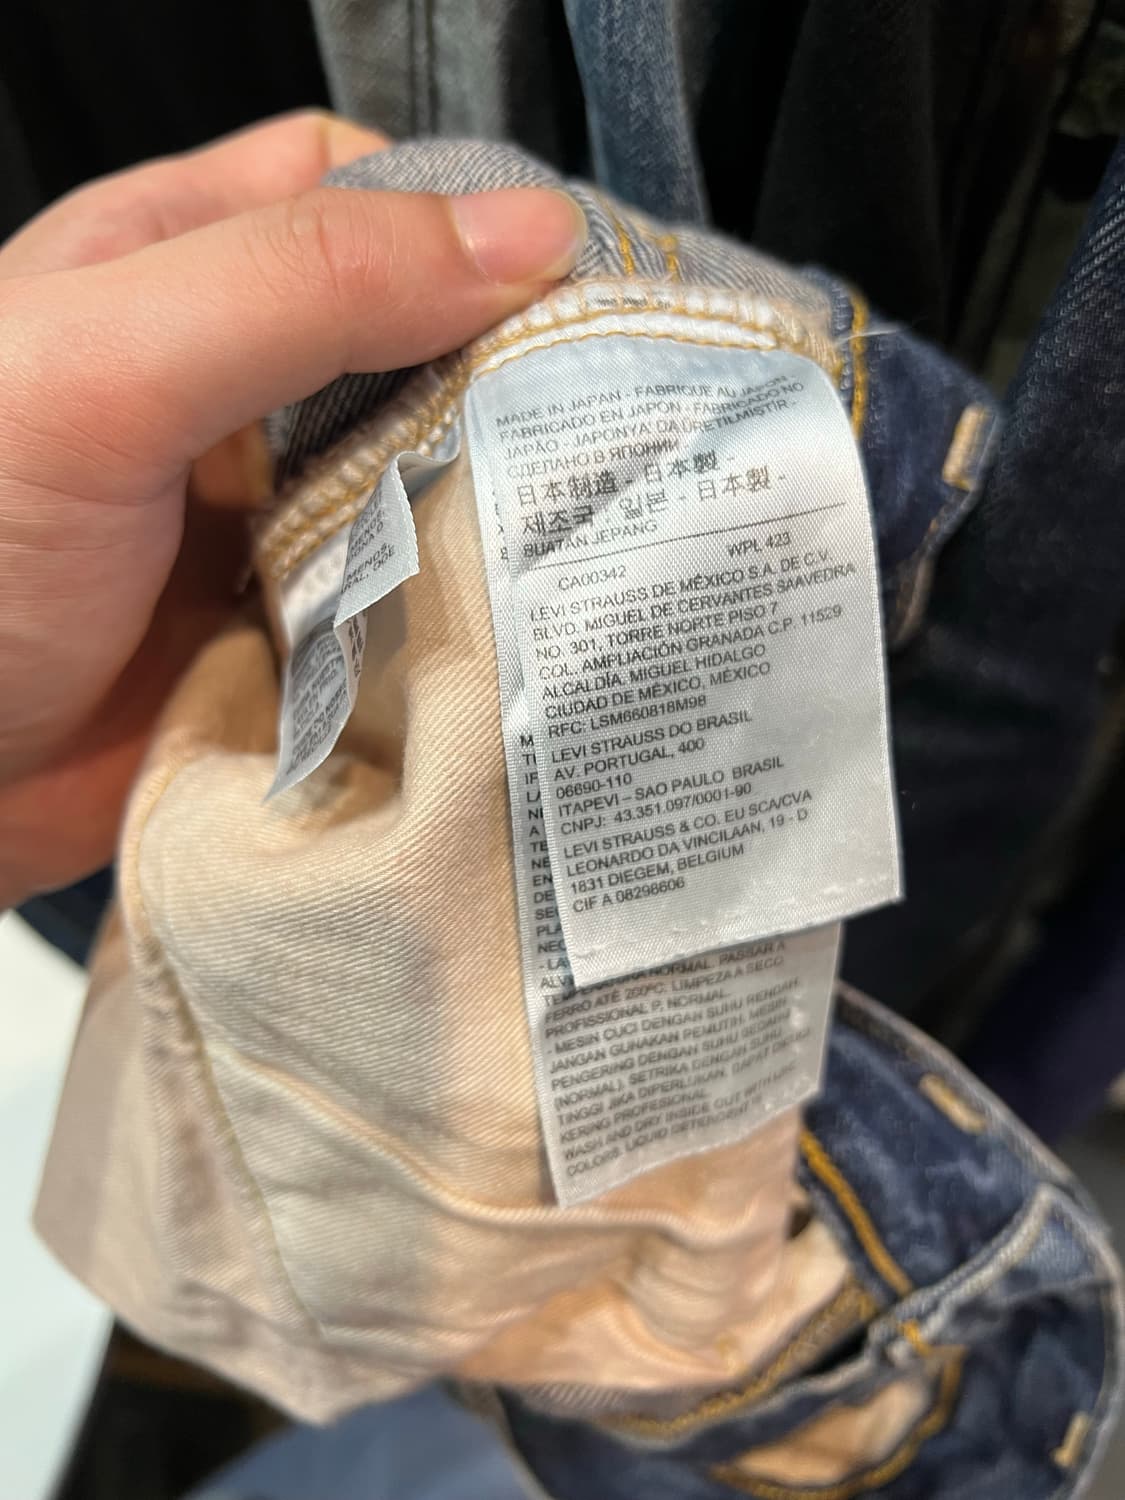 MADE IN JAPAN - FABRIQUE AU JAPON -
FABRICADO EN JAPON - FABRICADO NO
JAPÃO - JAPONYA' DA ÜRETILMISTIR -
СДЕЛАНО В ЯПОНИИ
日本制造 - 日本製 -
제조국 : 일본 - 日本製 -
BUATAN JEPANG
WPL 423
CA00342
LEVI STRAUSS DE MÉXICO S.A. DE C.V.
BLVD. MIGUEL DE CERVANTES SAAVEDRA
NO. 301, TORRE NORTE PISO 7
COL. AMPLIACIÓN GRANADA C.P. 11529
ALCALDÍA. MIGUEL HIDALGO
CIUDAD DE MÉXICO, MÉXICO
RFC: LSM660818M98
LEVI STRAUSS DO BRASIL
AV. PORTUGAL, 400
06690-110
ITAPEVI – SAO PAULO BRASIL
CNPJ: 43.351.097/0001-90
LEVI STRAUSS & CO. EU SCA/CVA
LEONARDO DA VINCILAAN, 19 - D
1831 DIEGEM, BELGIUM
CIF A 08298606
NORMAL. PASSAR A
FERRO ATÉ 200ºC. LIMPEZA A SECO
PROFISSIONAL P, NORMAL.
- MESIN CUCI DENGAN SUHU RENDAH.
JANGAN GUNAKAN PEMUTIH. MESIN
PENGERING DENGAN SUHU SEDANG
(NORMAL). SETRIKA DENGAN SUHU
TINGGI JIKA DIPERLUKAN. DAPAT
KERING PROFESIONAL.
WASH AND DRY INSIDE OUT WITH LIKE
COLORS. LIQUID DETERGENT